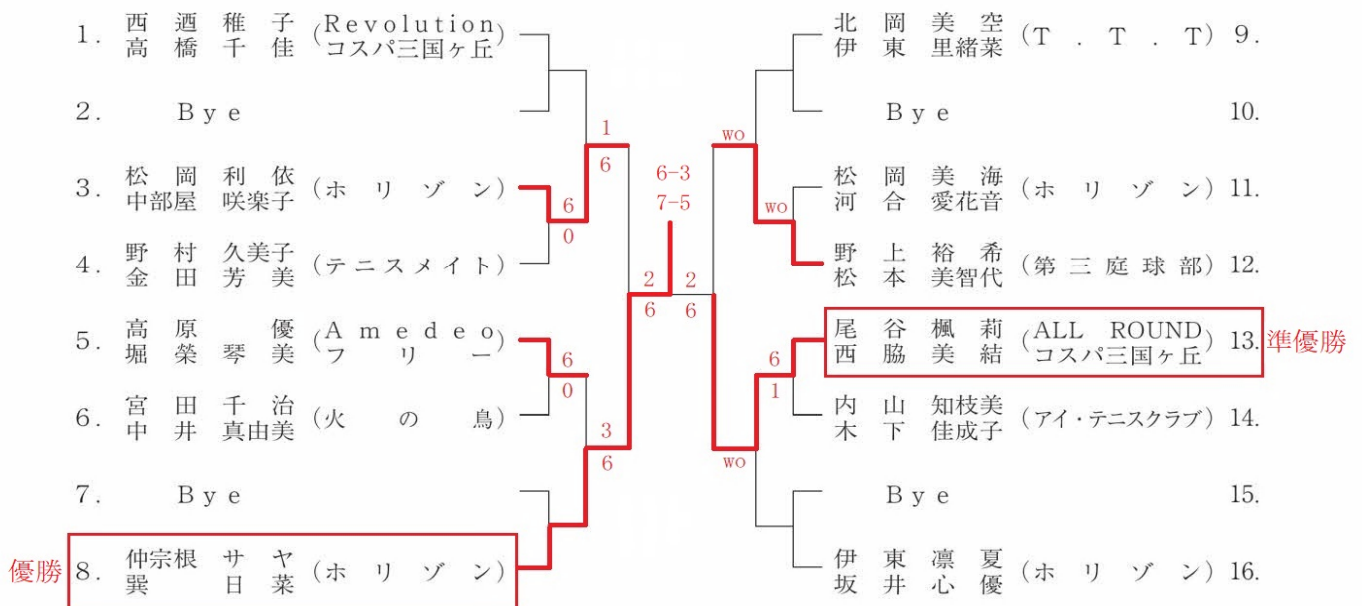 1. 西迺稚子 (Revolution)
高橋千佳 (コスパ三国ヶ丘)
2. Bye
1
6
3. 松岡利依 (ホリゾン)
中部屋咲楽子
6
0
4. 野村久美子 (テニスメイト)
金田芳美
6-3
7-5
2
6
5. 高原優 (Amedeo)
堀榮琴美 (フリー)
6
0
6. 宮田千治 (火の鳥)
中井真由美
3
6
7. Bye
優勝
8. 仲宗根サヤ (ホリゾン)
巽日菜
北岡美空 (T.T.T) 9.
伊東里緒菜
Bye 10.
WO
松岡美海 (ホリゾン) 11.
河合愛花音
WO
野上裕希 (第三庭球部) 12.
松本美智代
2
6
尾谷楓莉 (ALL ROUND) 13.
西脇美結 (コスパ三国ヶ丘)
準優勝
6
1
内山知枝美 (アイ・テニスクラブ) 14.
木下佳成子
WO
Bye 15.
伊東凛夏 (ホリゾン) 16.
坂井心優